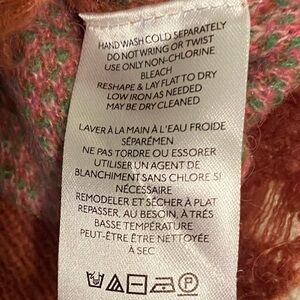 HAND WASH COLD SEPARATELY
DO NOT WRING OR TWIST
USE ONLY NON-CHLORINE
BLEACH
RESHAPE & LAY FLAT TO DRY
LOW IRON AS NEEDED
MAY BE DRY CLEANED
LAVER À LA MAIN À L'EAU FROIDE
SÉPARÉMEN
NE PAS TORDRE OU ESSORER
UTILISER UN AGENT DE
BLANCHIMENT SANS CHLORE SI
NÉCESSAIRE
REMODELER ET SÈCHER À PLAT
REPASSER, AU BESOIN, À TRÉS
BASSE TEMPÉRATURE
PEUT-ÊTRE ÊTRE NETTOYÉE
À SEC